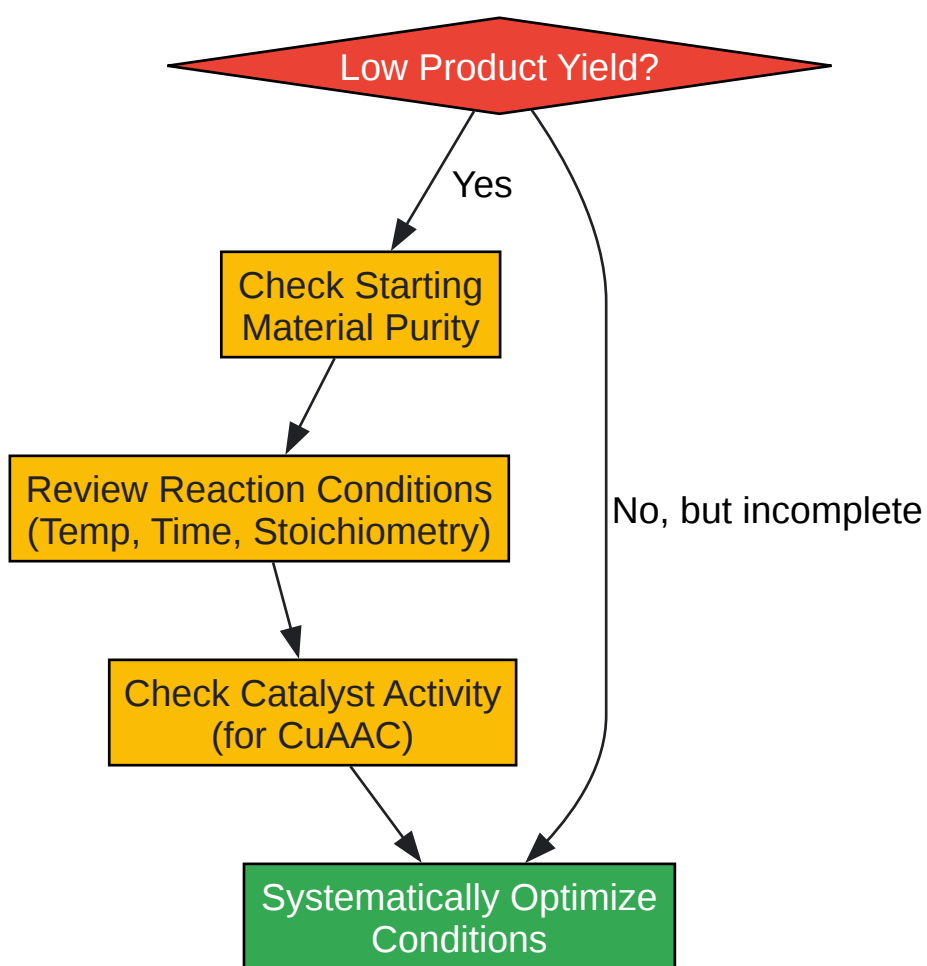 Low Product Yield?
Yes
Check Starting
Material Purity
Review Reaction Conditions
(Temp, Time, Stoichiometry)
No, but incomplete
Check Catalyst Activity
(for CuAAC)
Systematically Optimize
Conditions